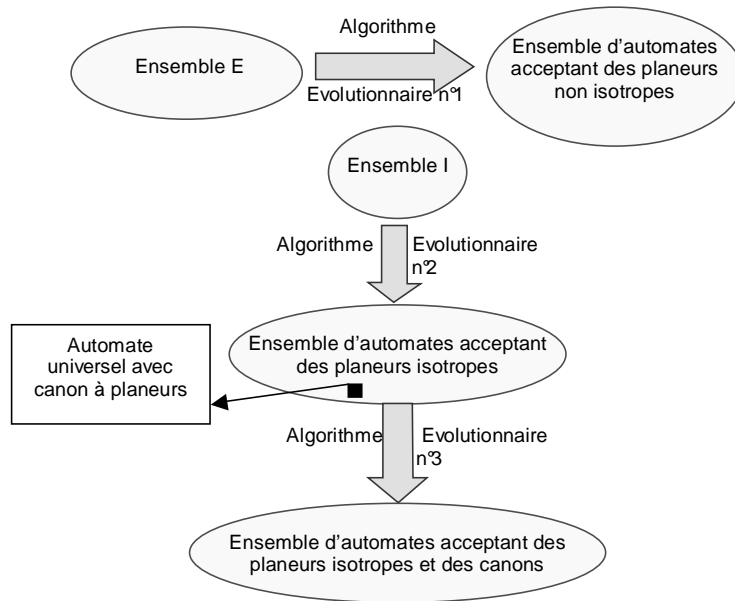 Ensemble E
Algorithme
Evolutionnaire n°1
Ensemble d'automates
acceptant des planeurs
non isotropes
Ensemble I
Algorithme Evolutionnaire
n°2
Ensemble d'automates acceptant
des planeurs isotropes
Automate
universel avec
canon à planeurs
Algorithme Evolutionnaire
n°3
Ensemble d'automates acceptant des
planeurs isotropes et des canons